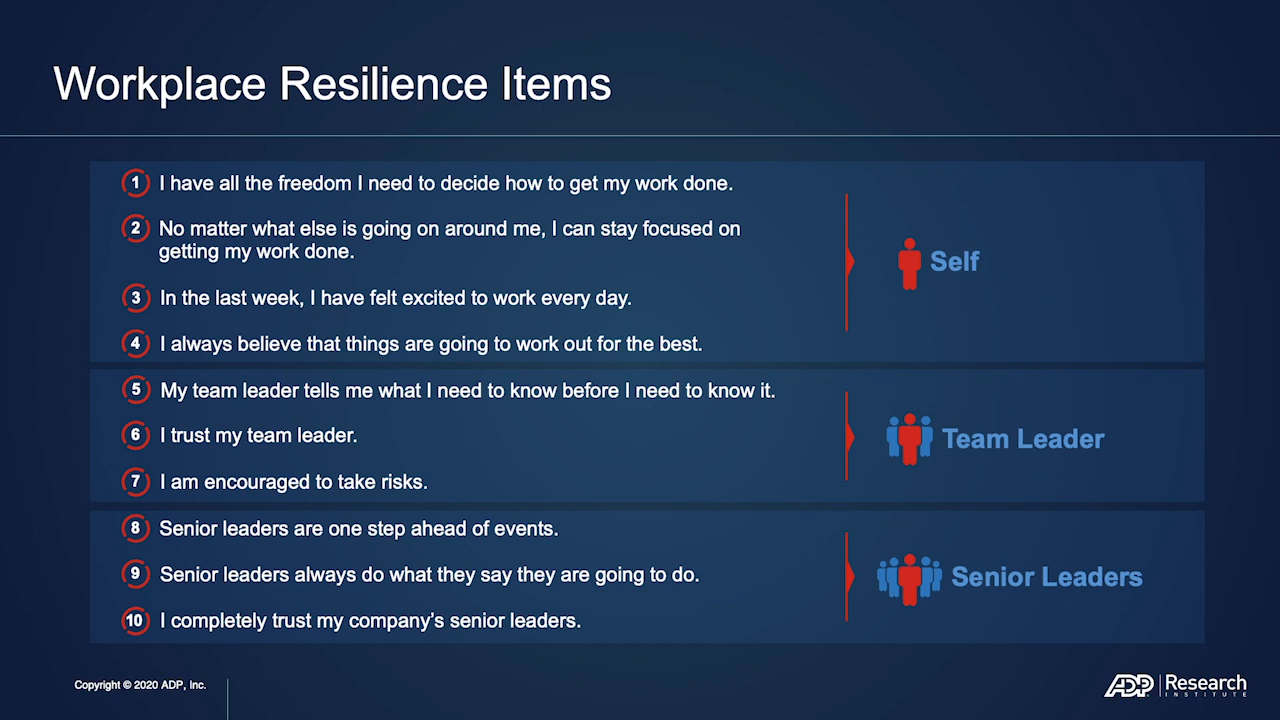 Workplace Resilience Items
1 I have all the freedom I need to decide how to get my work done.
2 No matter what else is going on around me, I can stay focused on
getting my work done.
3 In the last week, I have felt excited to work every day.
4 I always believe that things are going to work out for the best.
Self
5 My team leader tells me what I need to know before I need to know it.
6 I trust my team leader.
7 I am encouraged to take risks.
Team Leader
8 Senior leaders are one step ahead of events.
9 Senior leaders always do what they say they are going to do.
10 I completely trust my company's senior leaders.
Senior Leaders
Copyright © 2020 ADP, Inc.
ADP Research
INSTITUTE